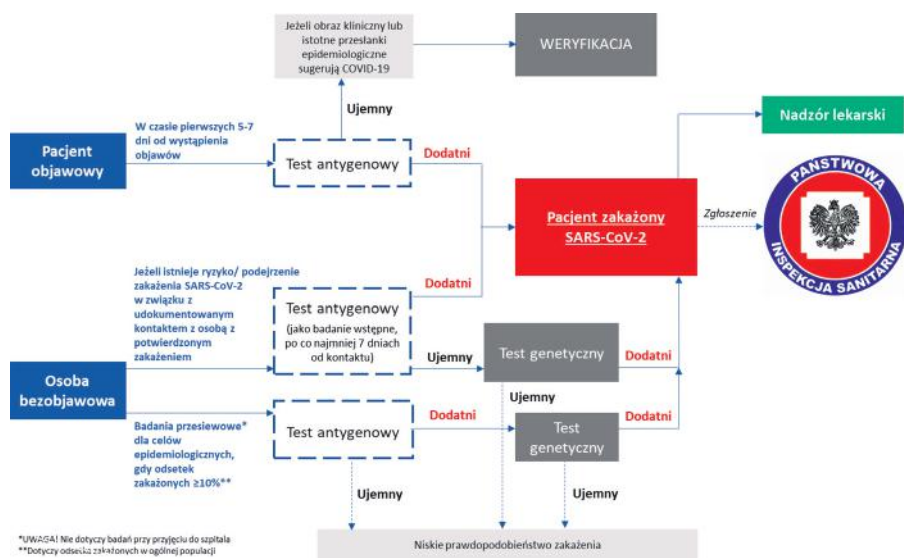 Jeżeli obraz kliniczny lub
istotne przesłanki
epidemiologiczne
sugerują COVID-19
WERYFIKACJA
Ujemny
W czasie pierwszych 5-7
dni od wystąpienia
objawów
Pacjent
objawowy
Test antygenowy
Dodatni
Nadzór lekarski
Pacjent zakażony
SARS-CoV-2
Zgłoszenie
PAŃSTWOWA
INSPEKCJA SANITARNA
Jeżeli istnieje ryzyko/ podejrzenie
zakażenia SARS-CoV-2
w związku z
udokumentowanym
kontaktem z osobą z
potwierdzonym
zakażeniem
Dodatni
Test antygenowy
(jako badanie wstępne,
po co najmniej 7 dniach
od kontaktu)
Ujemny
Test genetyczny
Dodatni
Osoba
bezobjawowa
Ujemny
Badania przesiewowe*
dla celów
epidemiologicznych,
gdy odsetek
zakażonych ≥10%**
Test antygenowy
Dodatni
Test
genetyczny
Dodatni
Ujemny
Ujemny
Niskie prawdopodobieństwo zakażenia
*UWAGA! Nie dotyczy badań przy przyjęciu do szpitala
**Dotyczy odsetka zakażonych w ogólnej populacji